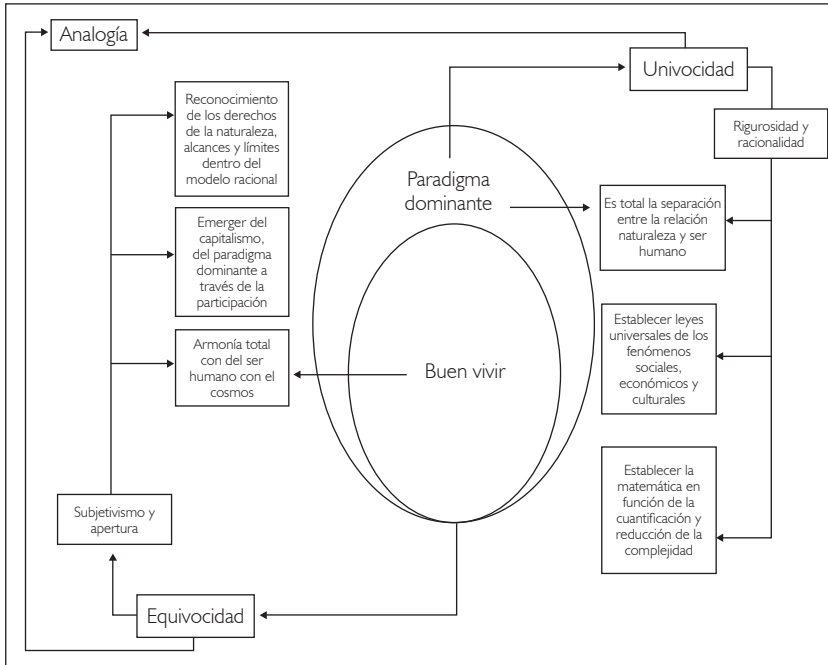 Analogía
Univocidad
Reconocimiento
de los derechos
de la naturaleza,
alcances y límites
dentro del
modelo racional
Rigurosidad y
racionalidad
Paradigma
dominante
Es total la separación
entre la relación
naturaleza y ser
humano
Emerger del
capitalismo,
del paradigma
dominante a
través de la
participación
Establecer leyes
universales de los
fenómenos
sociales,
económicos y
culturales
Armonía total
con del ser
humano con el
cosmos
Buen vivir
Establecer la
matemática en
función de la
cuantificación y
reducción de la
complejidad
Subjetivismo y
apertura
Equivocidad